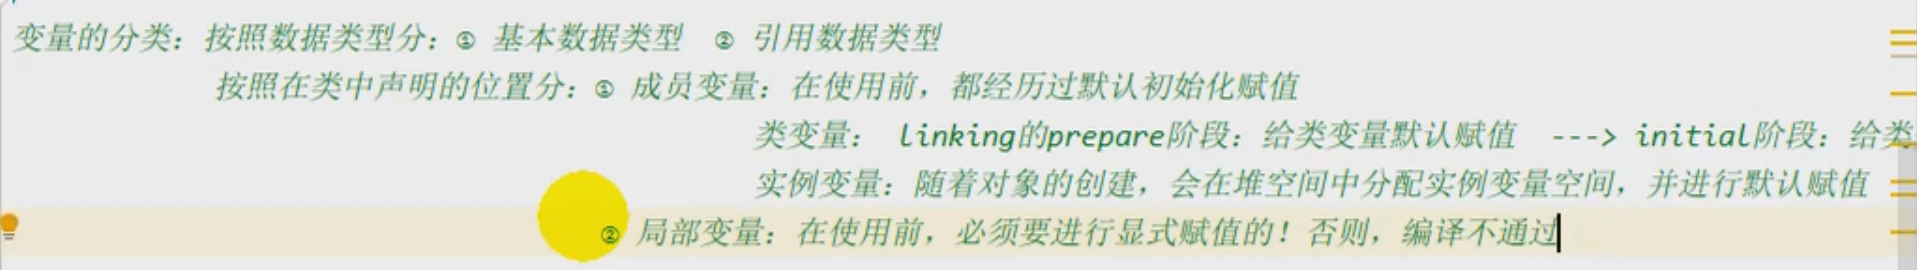 变量的分类：按照数据类型分：① 基本数据类型 ② 引用数据类型
按照在类中声明的位置分：① 成员变量：在使用前，都经历过默认初始化赋值
类变量： linking的prepare阶段：给类变量默认赋值 ---> initial阶段：给类
实例变量：随着对象的创建，会在堆空间中分配实例变量空间，并进行默认赋值
② 局部变量：在使用前，必须要进行显式赋值的！否则，编译不通过